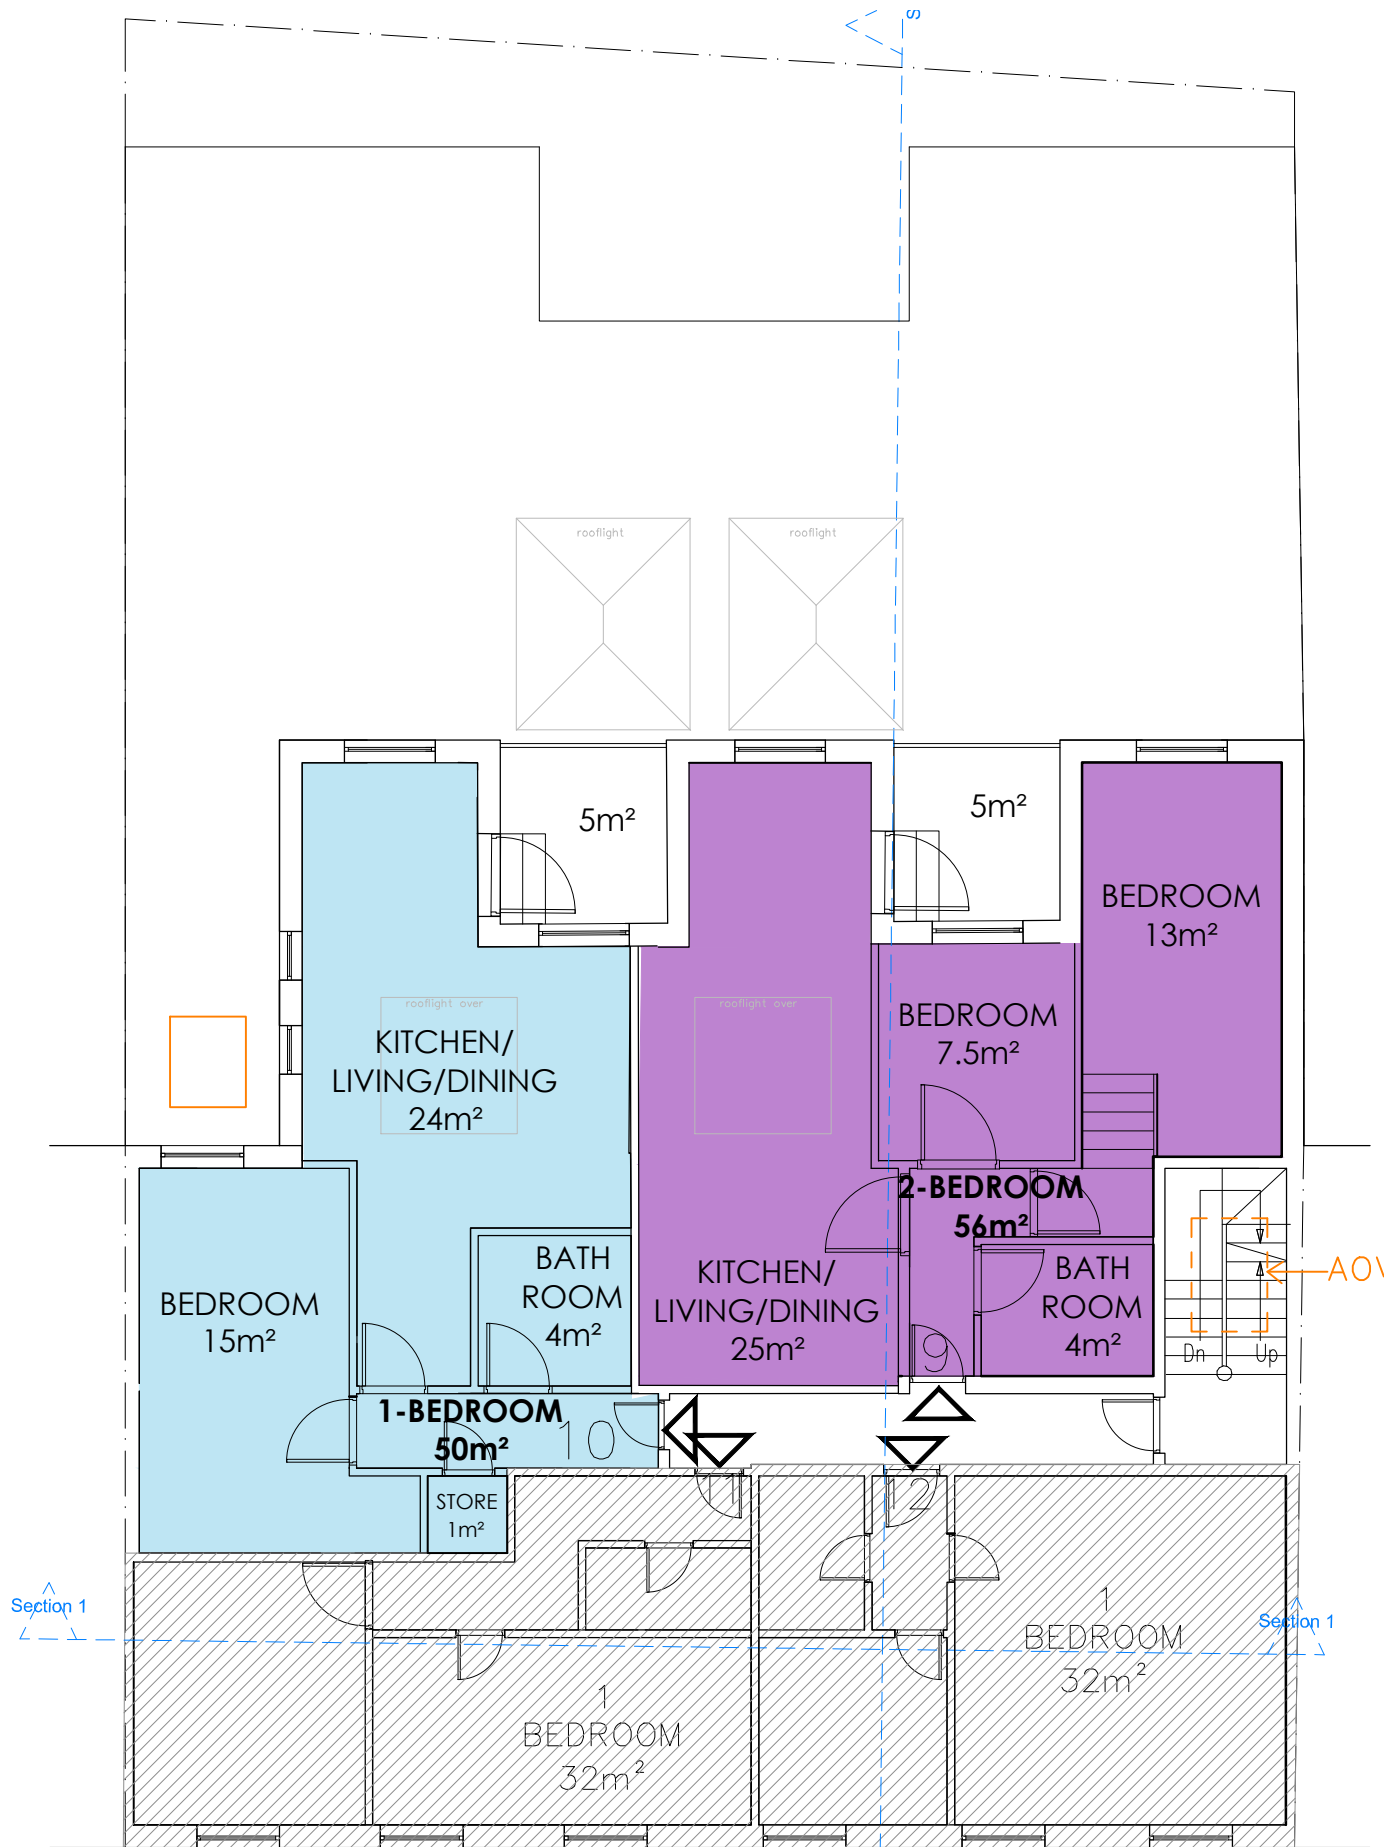 S
rooflight
rooflight
5m²
5m²
BEDROOM
13m²
rooflight over
rooflight over
KITCHEN/
LIVING/DINING
24m²
BEDROOM
7.5m²
2-BEDROOM
56m²
BATH
ROOM
4m²
KITCHEN/
LIVING/DINING
25m²
BATH
ROOM
4m²
AOV
BEDROOM
15m²
9
Dn
Up
1-BEDROOM
50m²
10
STORE
1m²
11
12
Section 1
Section 1
1
BEDROOM
32m²
1
BEDROOM
32m²